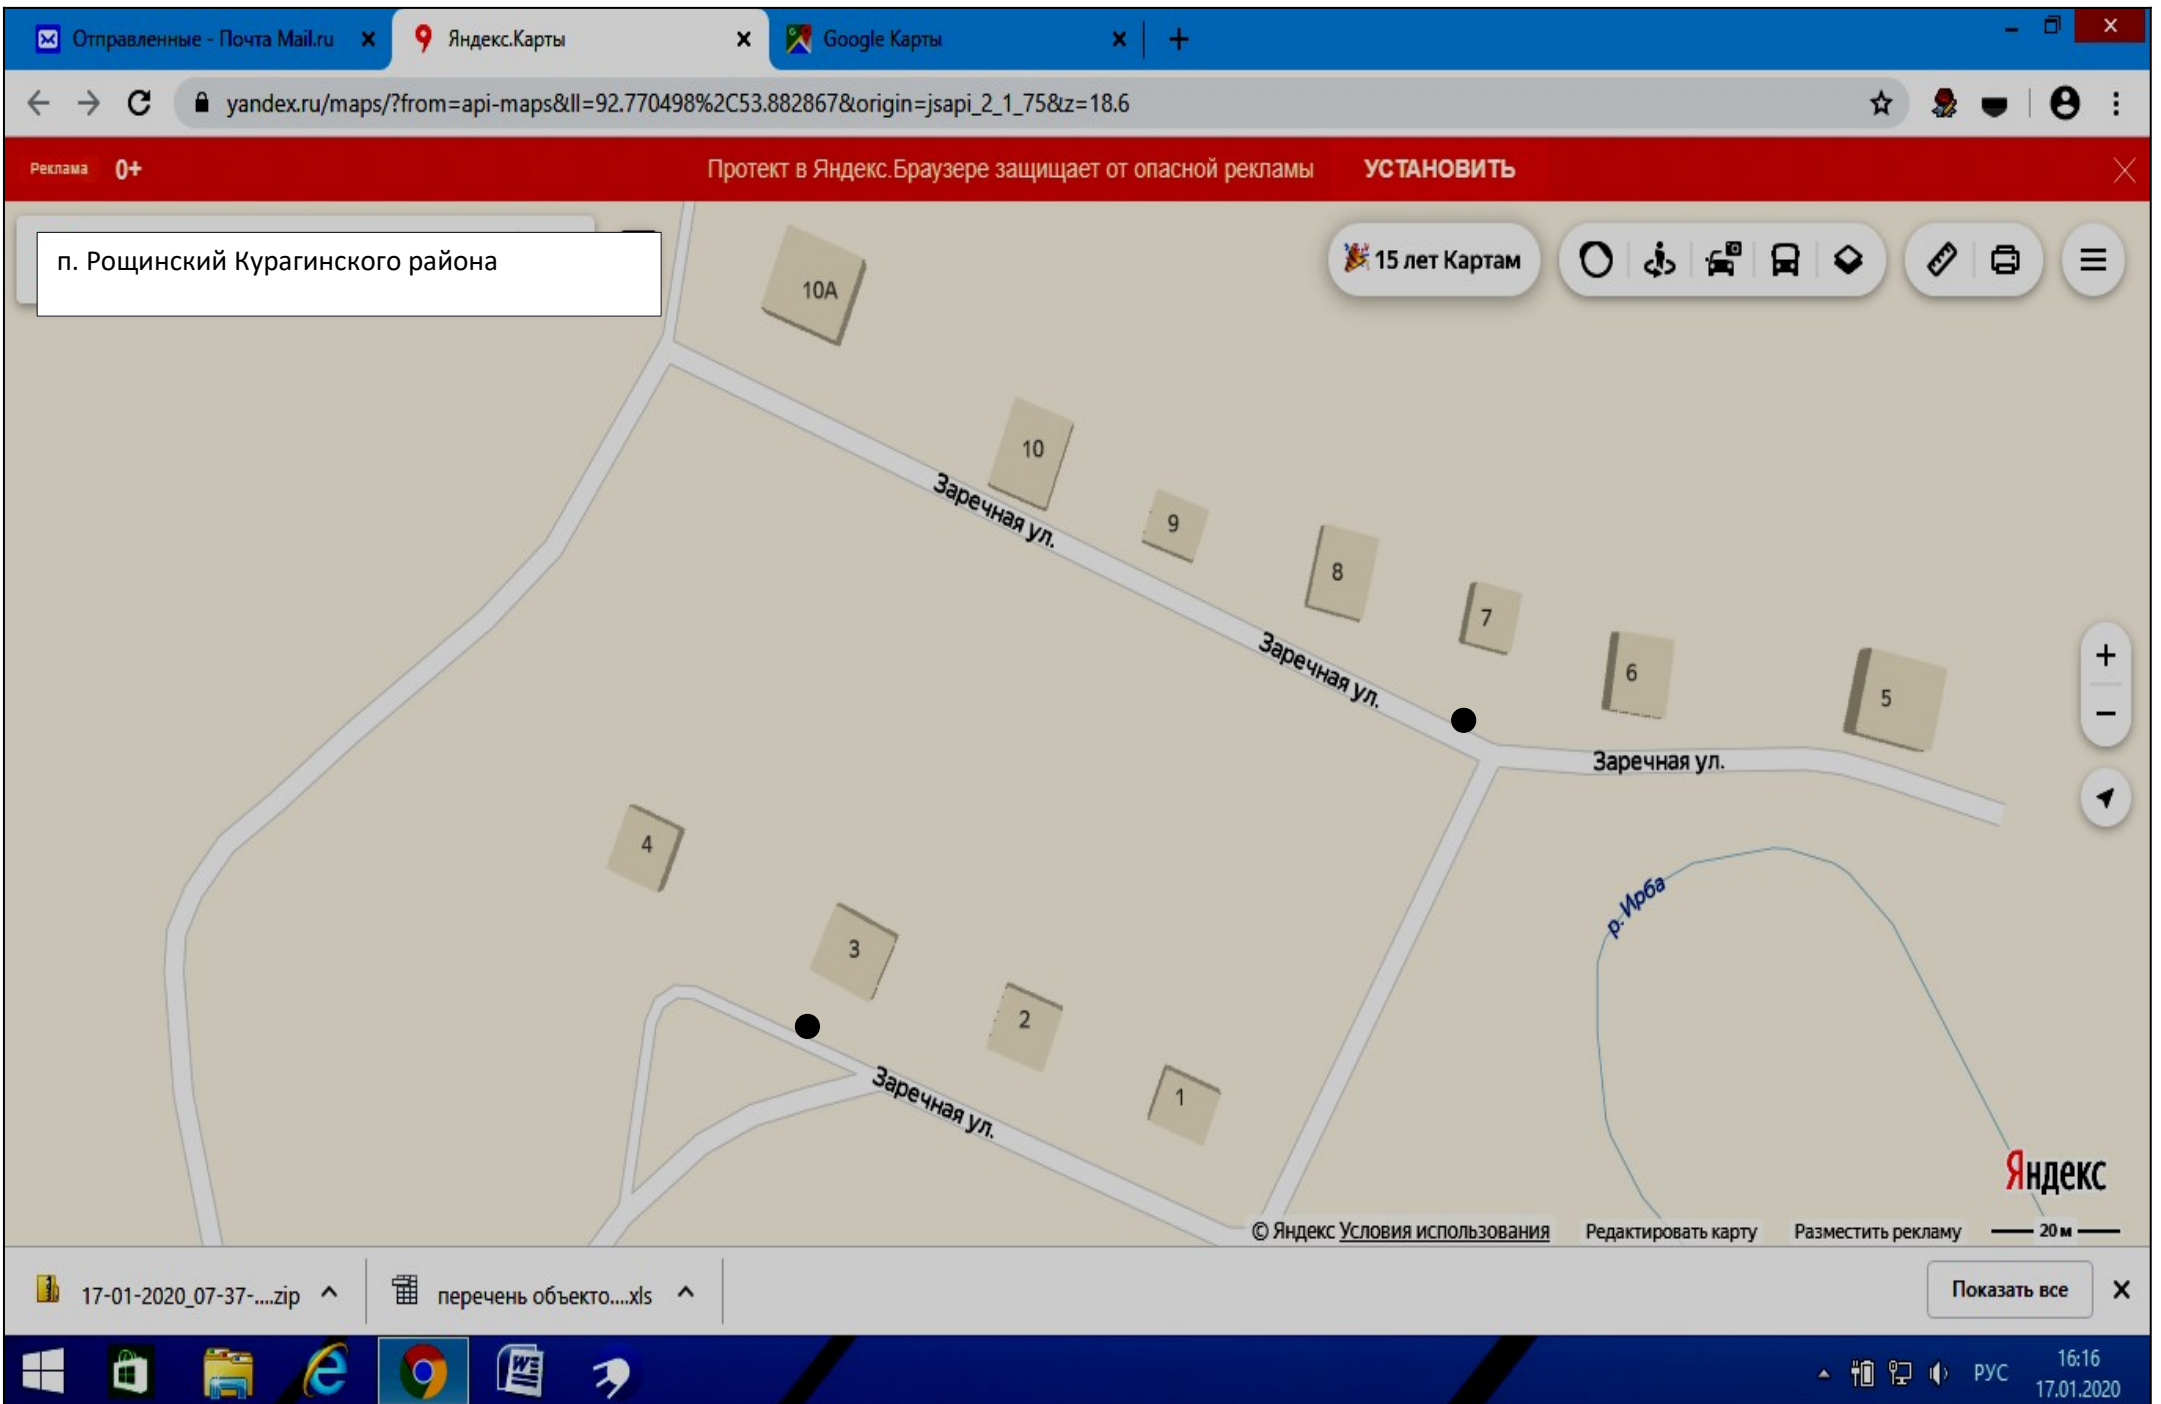 Отправленные - Почта Mail.ru
Яндекс.Карты
Google Карты
yandex.ru/maps/?from=api-maps&ll=92.770498%2C53.882867&origin=jsapi_2_1_75&z=18.6
Реклама 0+ Протект в Яндекс.Браузере защищает от опасной рекламы УСТАНОВИТЬ
п. Рощинский Курагинского района
15 лет Картам
10А
10
Заречная ул.
9
8
7
Заречная ул.
6
5
Заречная ул.
4
р. Ирба
3
2
Заречная ул.
1
Яндекс
© Яндекс Условия использования Редактировать карту Разместить рекламу 20 м
17-01-2020_07-37-....zip
перечень объекто....xls
Показать все
РУС
16:16
17.01.2020